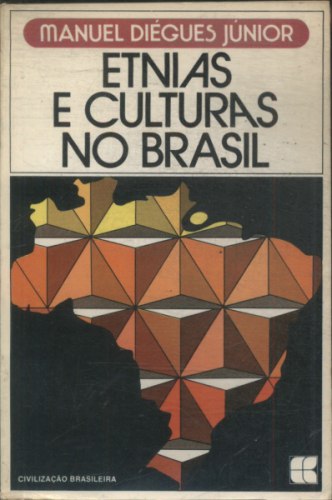 MANUEL DIÉGUES JÚNIOR
ETNIAS
E CULTURAS
NO BRASIL
CIVILIZAÇÃO BRASILEIRA